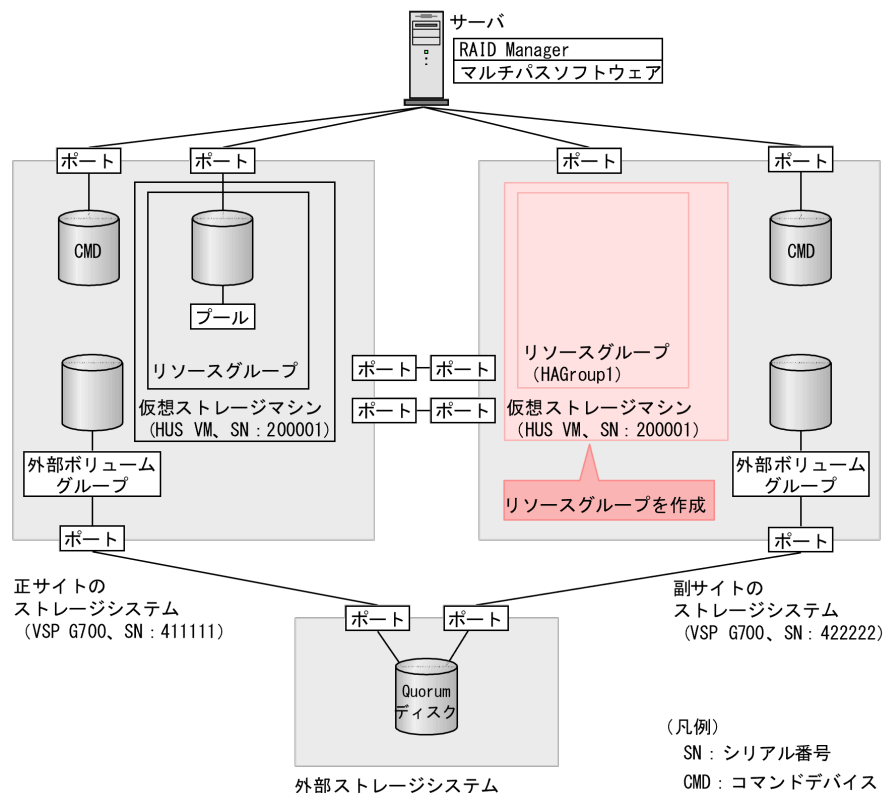 サーバ
RAID Manager
マルチパスソフトウェア
ポート
ポート
ポート
ポート
CMD
プール
リソースグループ
仮想ストレージマシン
(HUS VM、SN：200001)
外部ボリューム
グループ
ポート
ポート
ポート
ポート
ポート
リソースグループ
(HAGroup1)
仮想ストレージマシン
(HUS VM、SN：200001)
リソースグループを作成
CMD
外部ボリューム
グループ
ポート
正サイトの
ストレージシステム
(VSP G700、SN：411111)
副サイトの
ストレージシステム
(VSP G700、SN：422222)
ポート
ポート
Quorum
ディスク
外部ストレージシステム
(凡例)
SN：シリアル番号
CMD：コマンドデバイス